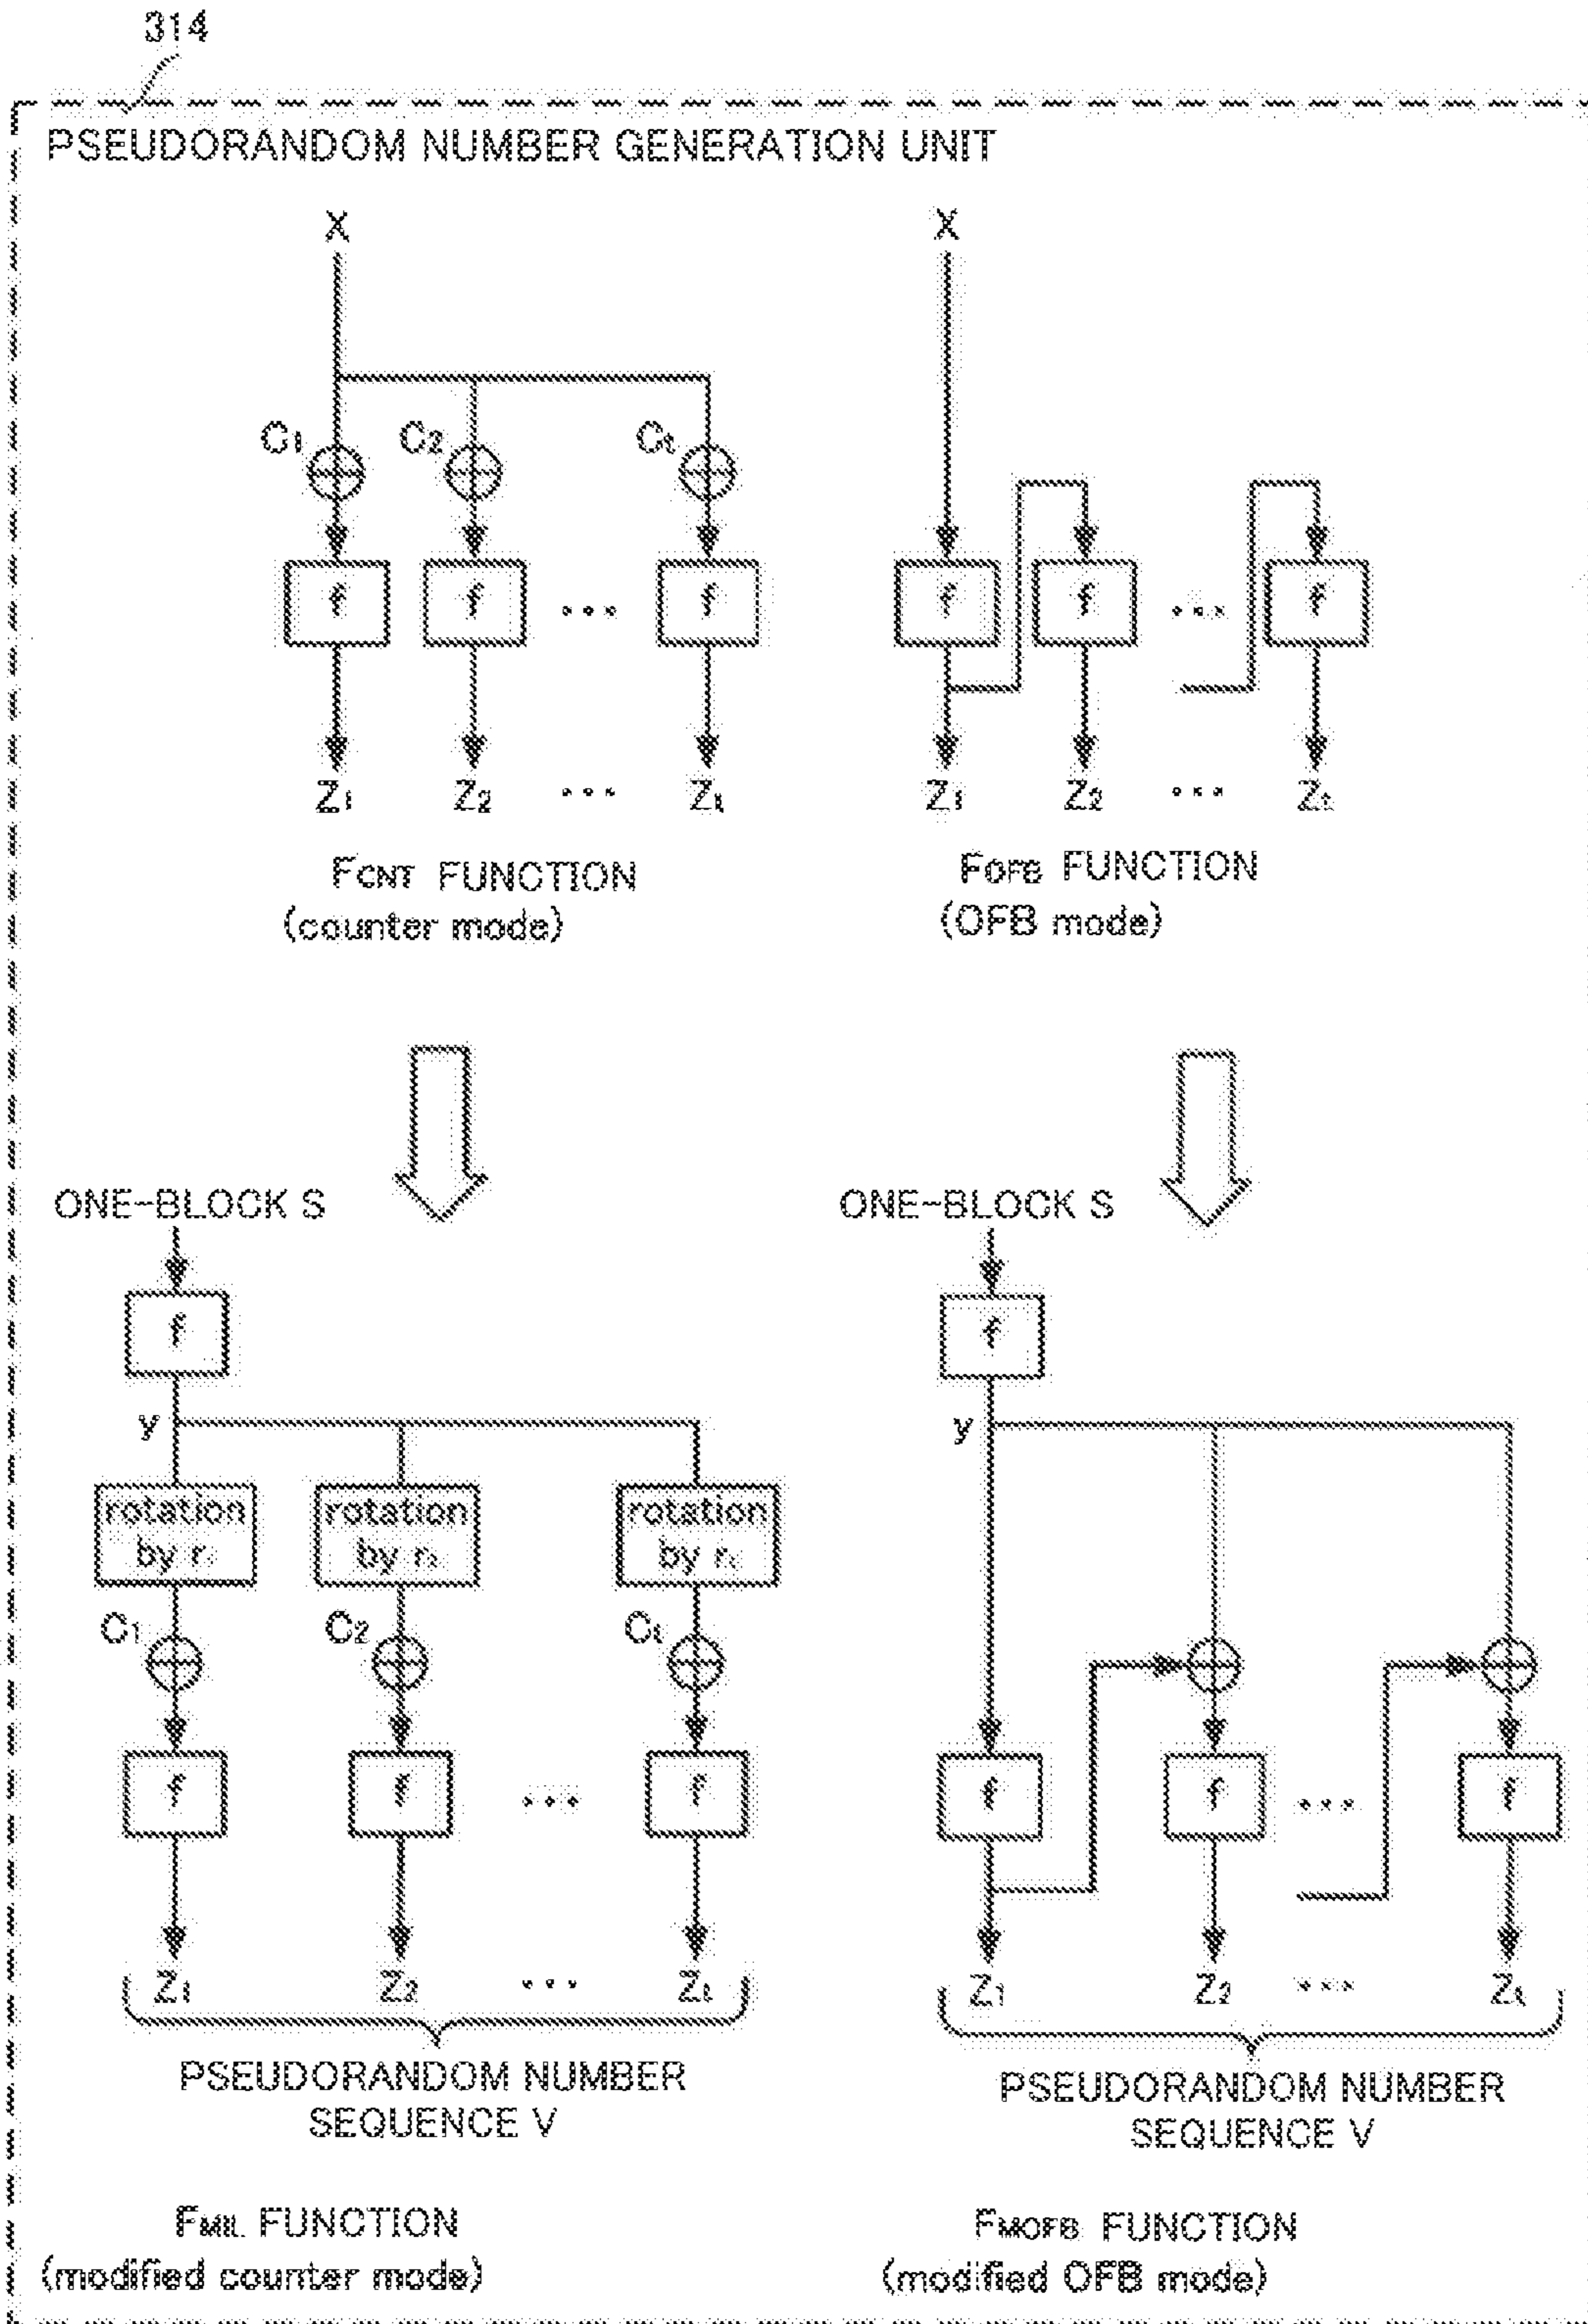 314
PSEUDORANDOM NUMBER GENERATION UNIT
X
X
C1
C2
Ct
f
f
...
f
f
f
...
f
Z1
Z2
...
Zt
Z1
Z2
...
Zt
FCNT FUNCTION
(counter mode)
FOFB FUNCTION
(OFB mode)
ONE-BLOCK S
ONE-BLOCK S
f
f
y
y
rotation
by r
rotation
by r2
rotation
by rt
C1
C2
Ct
f
f
...
f
f
f
...
f
Z1
Z2
...
Zt
Z1
Z2
...
Zt
PSEUDORANDOM NUMBER
SEQUENCE V
PSEUDORANDOM NUMBER
SEQUENCE V
FMIL FUNCTION
(modified counter mode)
FMOFB FUNCTION
(modified OFB mode)